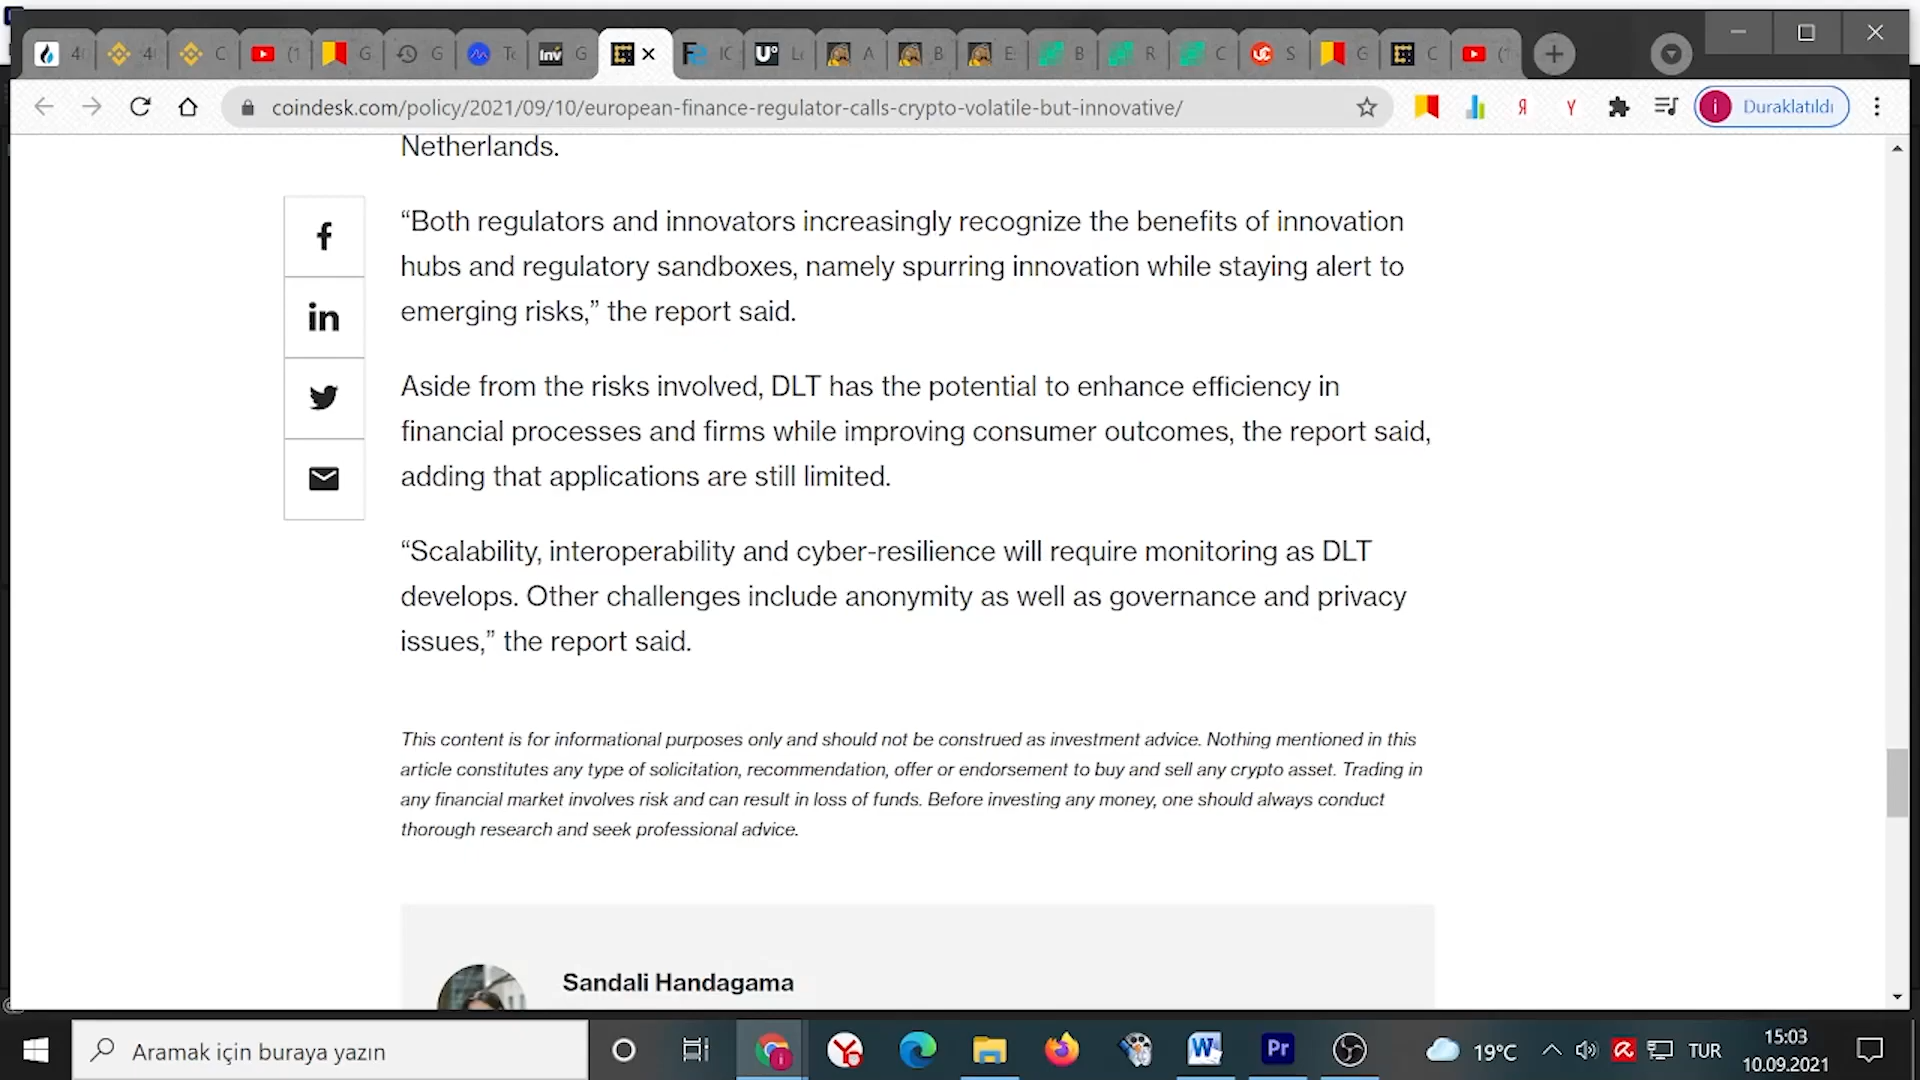 4
4
C
(1
G
G
Te
Inv G
IC
U° Le
A
B
E
B
R
C
S
G
C
(1
coindesk.com/policy/2021/09/10/european-finance-regulator-calls-crypto-volatile-but-innovative/
Я
Y
i Duraklatıldı
Netherlands.
“Both regulators and innovators increasingly recognize the benefits of innovation
hubs and regulatory sandboxes, namely spurring innovation while staying alert to
emerging risks,” the report said.
Aside from the risks involved, DLT has the potential to enhance efficiency in
financial processes and firms while improving consumer outcomes, the report said,
adding that applications are still limited.
“Scalability, interoperability and cyber-resilience will require monitoring as DLT
develops. Other challenges include anonymity as well as governance and privacy
issues,” the report said.
This content is for informational purposes only and should not be construed as investment advice. Nothing mentioned in this
article constitutes any type of solicitation, recommendation, offer or endorsement to buy and sell any crypto asset. Trading in
any financial market involves risk and can result in loss of funds. Before investing any money, one should always conduct
thorough research and seek professional advice.
Sandali Handagama
Aramak için buraya yazın
Pr
19°C
TUR
15:03
10.09.2021